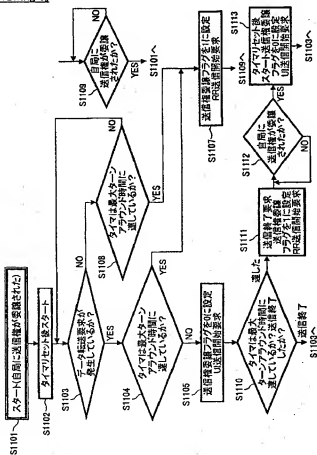 S1101
スタート(自局に送信権が委譲された)
S1102
タイマリセット後スタート
S1103
データ転送要求が
発生しているか?
NO
YES
S1104
タイマは最大ターン
アラウンド時間に
達しているか?
YES
NO
S1105
送信権委譲フラグを0に設定
UI送信開始要求
S1110
タイマは最大
ターンアラウンド時間に
達しているか?送信終了
したか?
達した
送信終了
S1103へ
S1108
タイマは最大ターン
アラウンド時間に
達しているか?
NO
YES
S1107
送信権委譲フラグを1に設定
RR送信開始要求
S1109へ
S1109
自局に
送信権が委譲
されたか?
NO
YES
S1101へ
S1111
送信終了要求
送信権委譲
フラグを1に設定
RR送信開始要求
S1112
自局に
送信権が委譲
されたか?
NO
YES
S1113
タイマリセット後
スタート送信権委譲
フラグを0に設定
UI送信開始要求
S1103へ